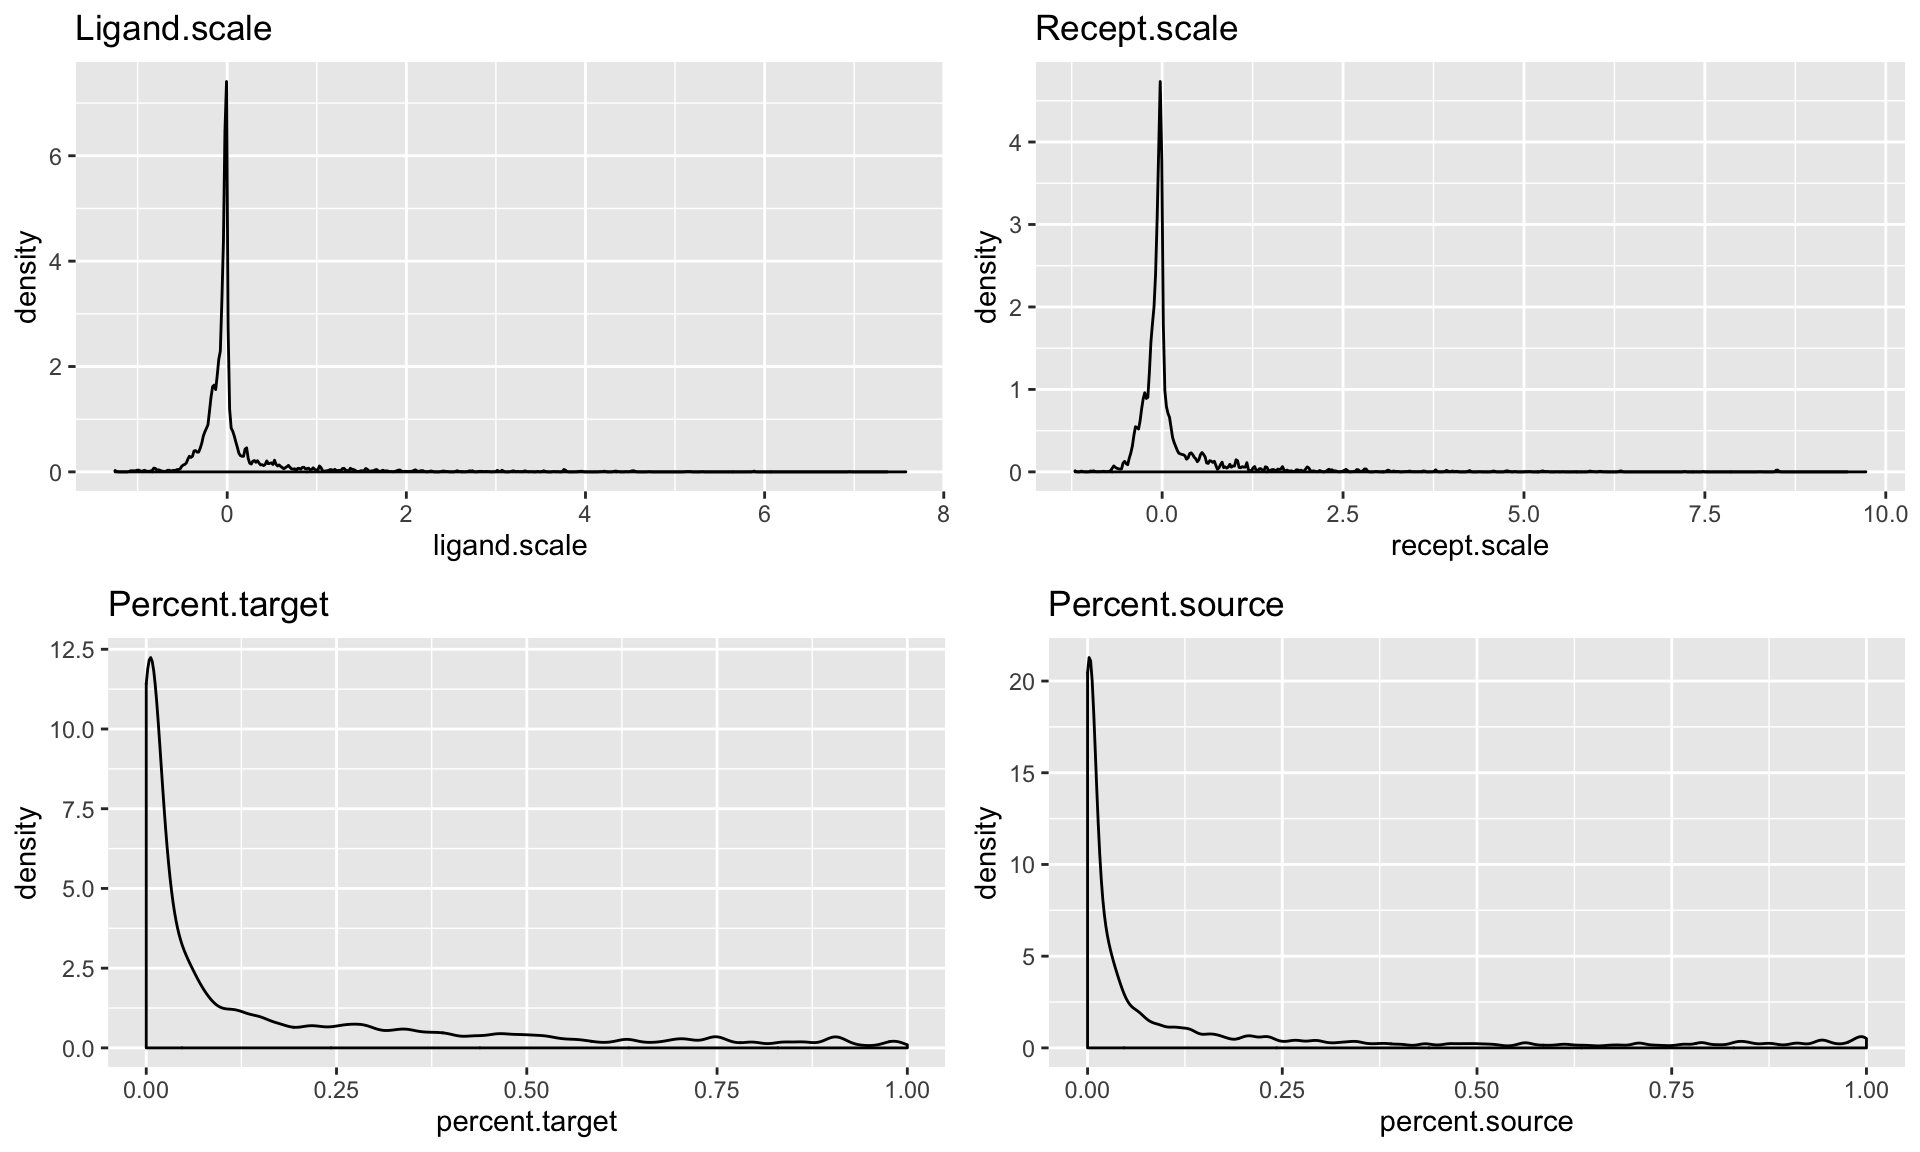 Ligand.scale
density
6
4
2
0
0 2 4 6 8
ligand.scale
Recept.scale
density
4
3
2
1
0
0.0 2.5 5.0 7.5 10.0
recept.scale
Percent.target
density
12.5
10.0
7.5
5.0
2.5
0.0
0.00 0.25 0.50 0.75 1.00
percent.target
Percent.source
density
20
15
10
5
0
0.00 0.25 0.50 0.75 1.00
percent.source